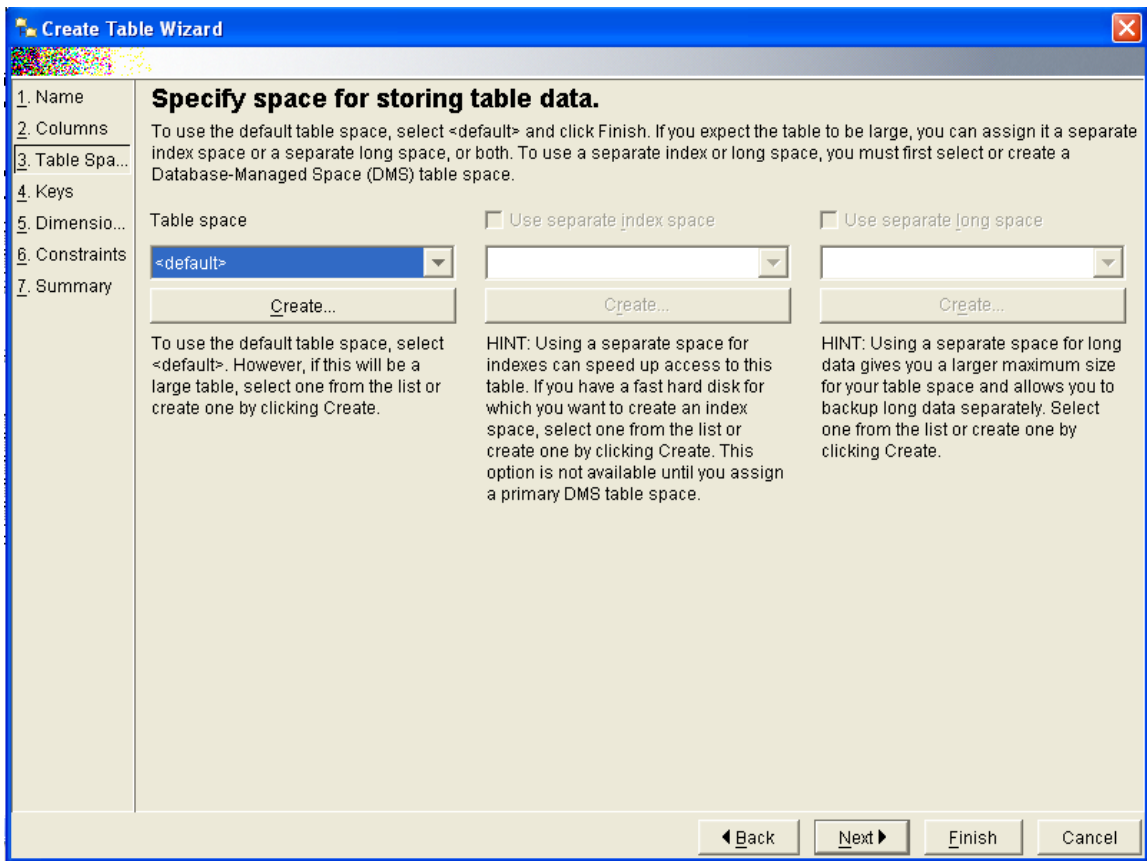 Create Table Wizard
1. Name
2. Columns
3. Table Spa...
4. Keys
5. Dimensio...
6. Constraints
7. Summary
Specify space for storing table data.
To use the default table space, select <default> and click Finish. If you expect the table to be large, you can assign it a separate
index space or a separate long space, or both. To use a separate index or long space, you must first select or create a
Database-Managed Space (DMS) table space.
Table space
<default>
Create...
To use the default table space, select
<default>. However, if this will be a
large table, select one from the list or
create one by clicking Create.
Use separate index space
Create...
HINT: Using a separate space for
indexes can speed up access to this
table. If you have a fast hard disk for
which you want to create an index
space, select one from the list or
create one by clicking Create. This
option is not available until you assign
a primary DMS table space.
Use separate long space
Create...
HINT: Using a separate space for long
data gives you a larger maximum size
for your table space and allows you to
backup long data separately. Select
one from the list or create one by
clicking Create.
Back
Next
Finish
Cancel